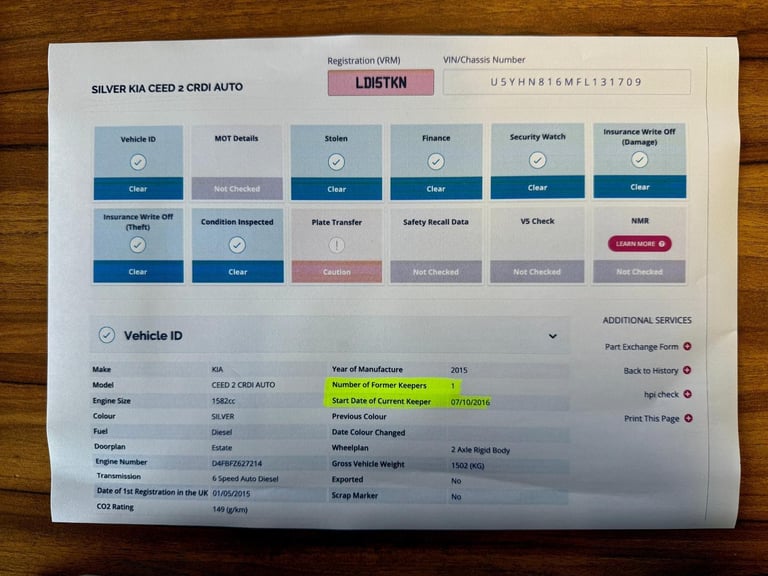 SILVER KIA CEED 2 CRDI AUTO
Registration (VRM)
LD15TKN
VIN/Chassis Number
U5YHN816MFL131709
Vehicle ID
Clear
MOT Details
Not Checked
Stolen
Clear
Finance
Clear
Security Watch
Clear
Insurance Write Off
(Damage)
Clear
Insurance Write Off
(Theft)
Clear
Condition Inspected
Clear
Plate Transfer
!
Caution
Safety Recall Data
Not Checked
V5 Check
Not Checked
NMR
LEARN MORE ?
Not Checked
Vehicle ID
Make KIA
Model CEED 2 CRDI AUTO
Engine Size 1582cc
Colour SILVER
Fuel Diesel
Doorplan Estate
Engine Number D4FBFZ627214
Transmission 6 Speed Auto Diesel
Date of 1st Registration in the UK 01/05/2015
CO2 Rating 149 (g/km)
Year of Manufacture 2015
Number of Former Keepers 1
Start Date of Current Keeper 07/10/2016
Previous Colour
Date Colour Changed
Wheelplan 2 Axle Rigid Body
Gross Vehicle Weight 1502 (KG)
Exported No
Scrap Marker No
ADDITIONAL SERVICES
Part Exchange Form
Back to History
hpi check
Print This Page